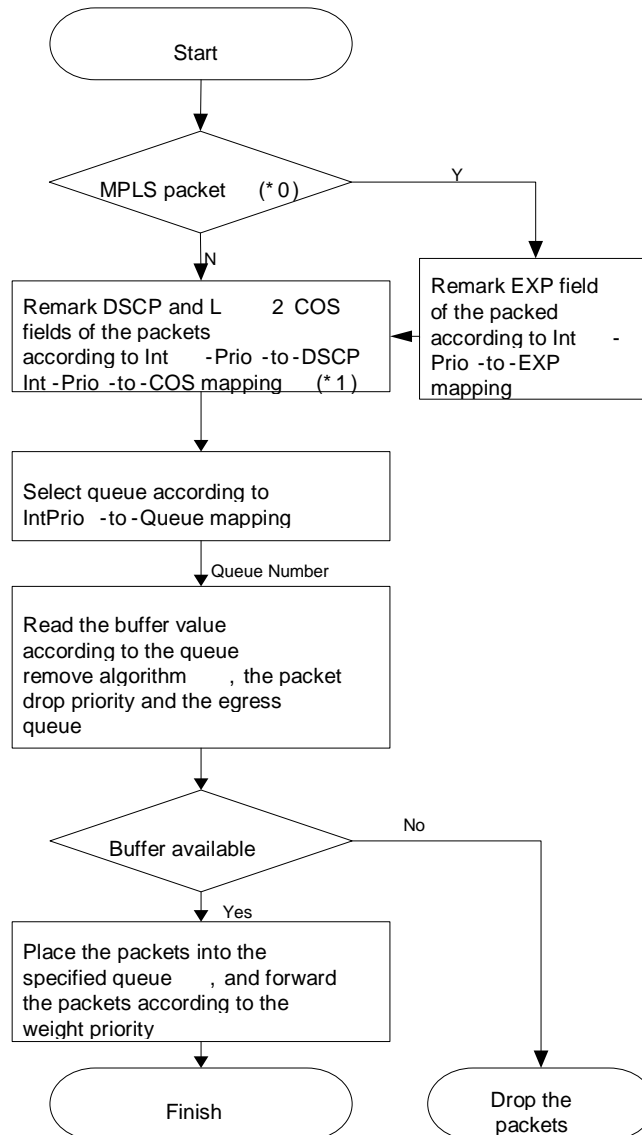 Start
MPLS packet (*0)
Y
N
Remark EXP field
of the packed
according to Int -
Prio -to-EXP
mapping
Remark DSCP and L 2 COS
fields of the packets
according to Int -Prio -to-DSCP
Int-Prio-to-COS mapping (*1)
Select queue according to
IntPrio -to-Queue mapping
Queue Number
Read the buffer value
according to the queue
remove algorithm , the packet
drop priority and the egress
queue
Buffer available
No
Yes
Place the packets into the
specified queue , and forward
the packets according to the
weight priority
Finish
Drop the
packets